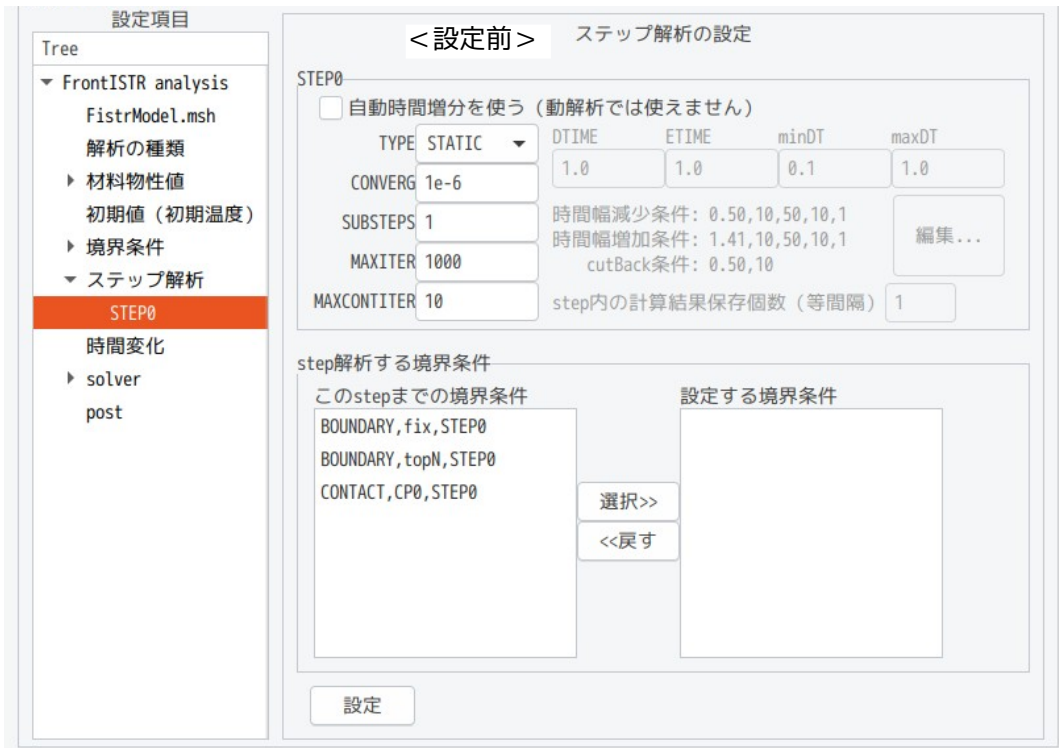 設定項目
Tree
FrontISTR analysis
FistrModel.msh
解析の種類
材料物性値
初期値（初期温度）
境界条件
ステップ解析
STEP0
時間変化
solver
post
＜設定前＞
ステップ解析の設定
STEP0
自動時間増分を使う（動解析では使えません）
TYPE STATIC
CONVERG 1e-6
SUBSTEPS 1
MAXITER 1000
MAXCONTITER 10
DTIME ETIME minDT maxDT
1.0 1.0 0.1 1.0
時間幅減少条件: 0.50,10,50,10,1
時間幅増加条件: 1.41,10,50,10,1
cutBack条件: 0.50,10
編集...
step内の計算結果保存個数（等間隔） 1
step解析する境界条件
このstepまでの境界条件
BOUNDARY,fix,STEP0
BOUNDARY,topN,STEP0
CONTACT,CP0,STEP0
選択>>
<<戻す
設定する境界条件
設定